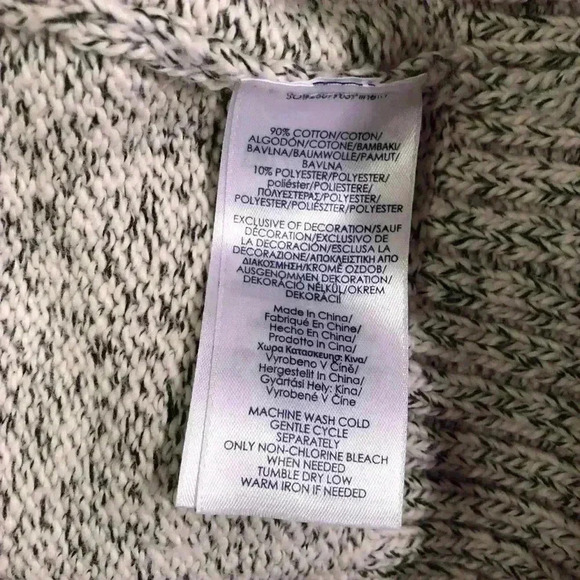 90% COTTON/COTON/
ALGODÓN/COTONE/BAMBAKI/
BAVLNA/BAUMWOLLE/PAMUT/
BAVLNA
10% POLYESTER/POLYESTER/
poliéster/POLIESTERE/
ΠΟΛΥΕΣΤΕΡΑΣ/POLYESTER/
POLYESTER/POLIÉSZTER/POLYESTER
EXCLUSIVE OF DECORATION/SAUF
DÉCORATION/EXCLUSIVO DE
LA DECORACIÓN/ESCLUSA LA
DECORAZIONE/ΑΠΟΚΛΕΙΣΤΙΚΗ ΑΠΟ
ΔΙΑΚΟΣΜΗΣΗ/KROMĚ OZDOB/
AUSGENOMMEN DEKORATION/
DEKORÁCIÓ NÉLKÜL/OKREM
DEKORÁCIÍ
Made In China/
Fabriqué En Chine/
Hecho En China/
Prodotto in Cina/
Χωρα Κατασκευης: Κινα/
Vyrobeno V Číně/
Hergestellt In China/
Gyártási Hely: Kína/
Vyrobené V Číne
MACHINE WASH COLD
GENTLE CYCLE
SEPARATELY
ONLY NON-CHLORINE BLEACH
WHEN NEEDED
TUMBLE DRY LOW
WARM IRON IF NEEDED